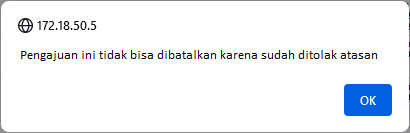 172.18.50.5
Pengajuan ini tidak bisa dibatalkan karena sudah ditolak atasan
OK